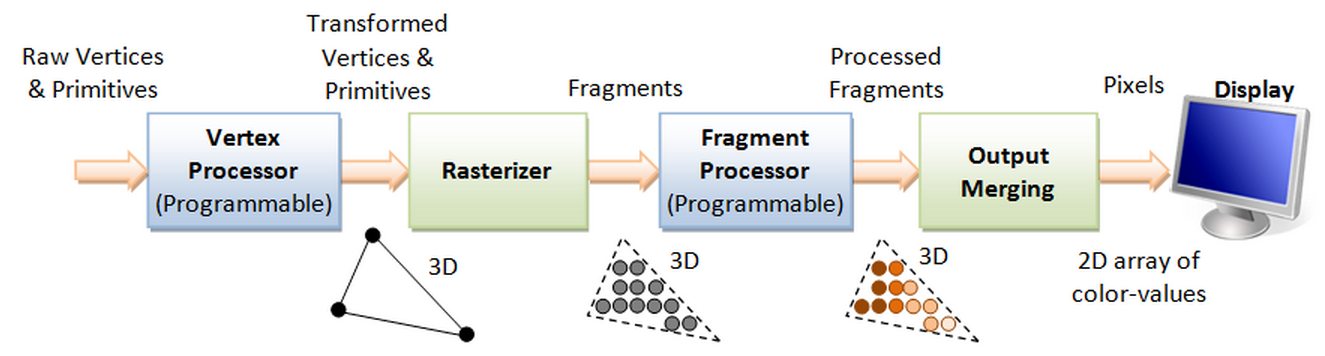 Raw Vertices
& Primitives
Transformed
Vertices &
Primitives
Fragments
Processed
Fragments
Pixels
Display
Vertex
Processor
(Programmable)
Rasterizer
Fragment
Processor
(Programmable)
Output
Merging
3D
3D
3D
2D array of
color-values